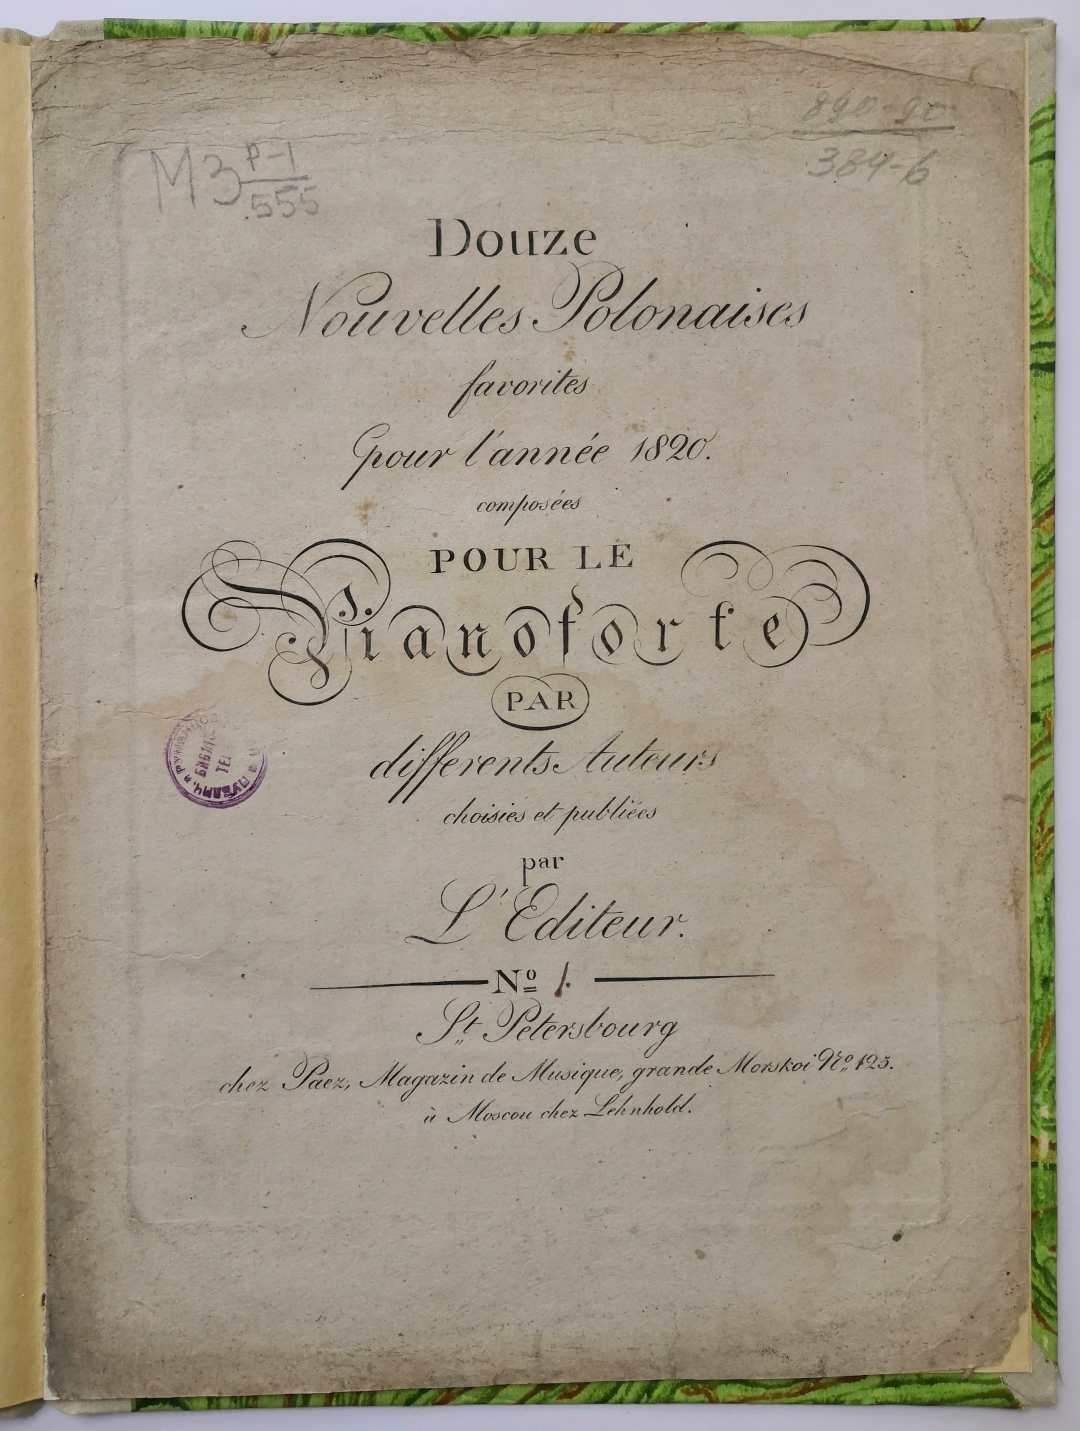 890-90
384-6
МЗ P-1
555
Douze
Nouvelles Polonaises
favorites
pour l'année 1820.
composées
POUR LE
Pianoforte
PAR
differents Auteurs
choisies et publiées
par
L'Editeur.
Nº 1.
St. Petersbourg
chez Paez, Magazin de Musique, grande Morskoi Nº 125.
à Moscou chez Lehnhold.